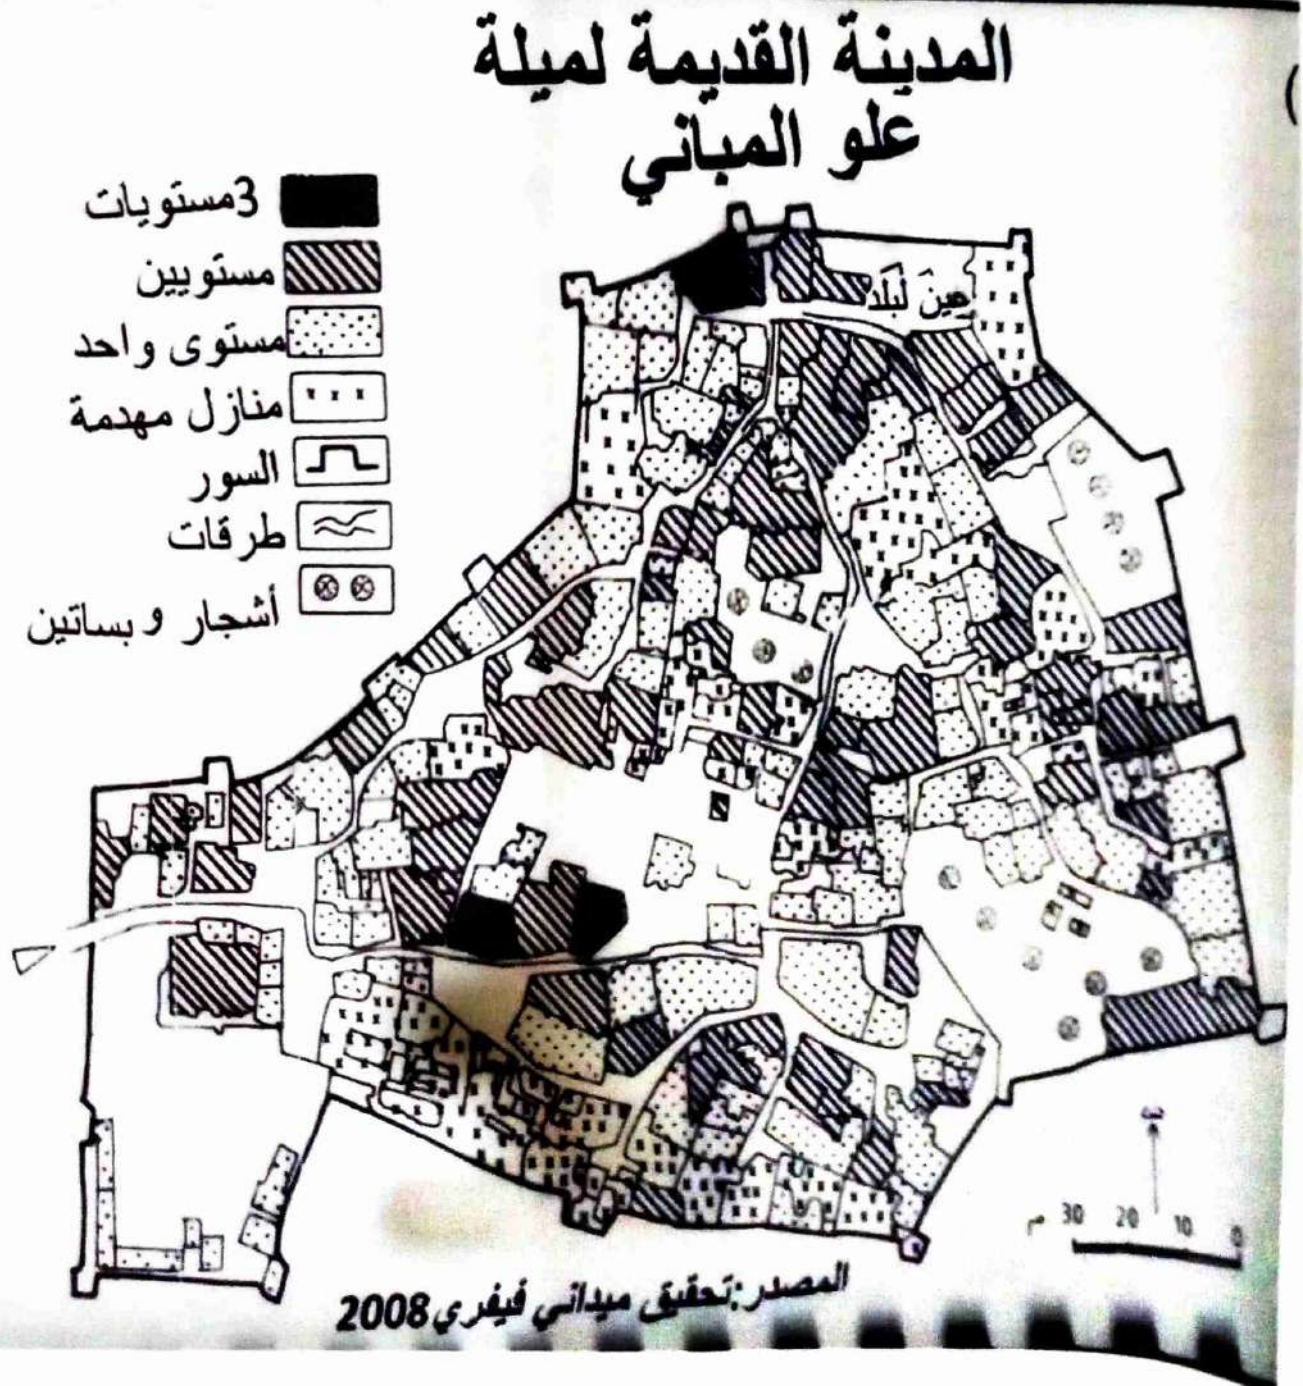 المدينة القديمة لميلة
علو المباني
3مستويات
مستويين
مستوى واحد
منازل مهدمة
السور
طرقات
أشجار و بساتين
عين لبلد
م 30 20 10 0
المصدر:تحقيق ميداني فيفري 2008